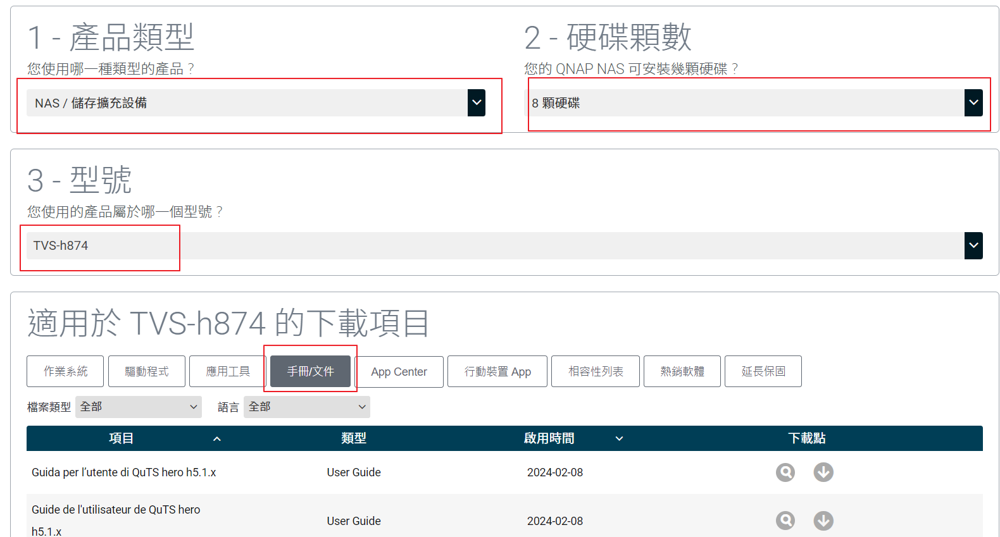 1 - 產品類型
您使用哪一種類型的產品？
NAS / 儲存擴充設備
2 - 硬碟顆數
您的 QNAP NAS 可安裝幾顆硬碟？
8 顆硬碟
3 - 型號
您使用的產品屬於哪一個型號？
TVS-h874
適用於 TVS-h874 的下載項目
作業系統 驅動程式 應用工具 手冊/文件 App Center 行動裝置 App 相容性列表 熱銷軟體 延長保固
檔案類型 全部 語言 全部
項目 類型 啟用時間 下載點
Guida per l’utente di QuTS hero h5.1.x User Guide 2024-02-08
Guide de l'utilisateur de QuTS hero
h5.1.x User Guide 2024-02-08